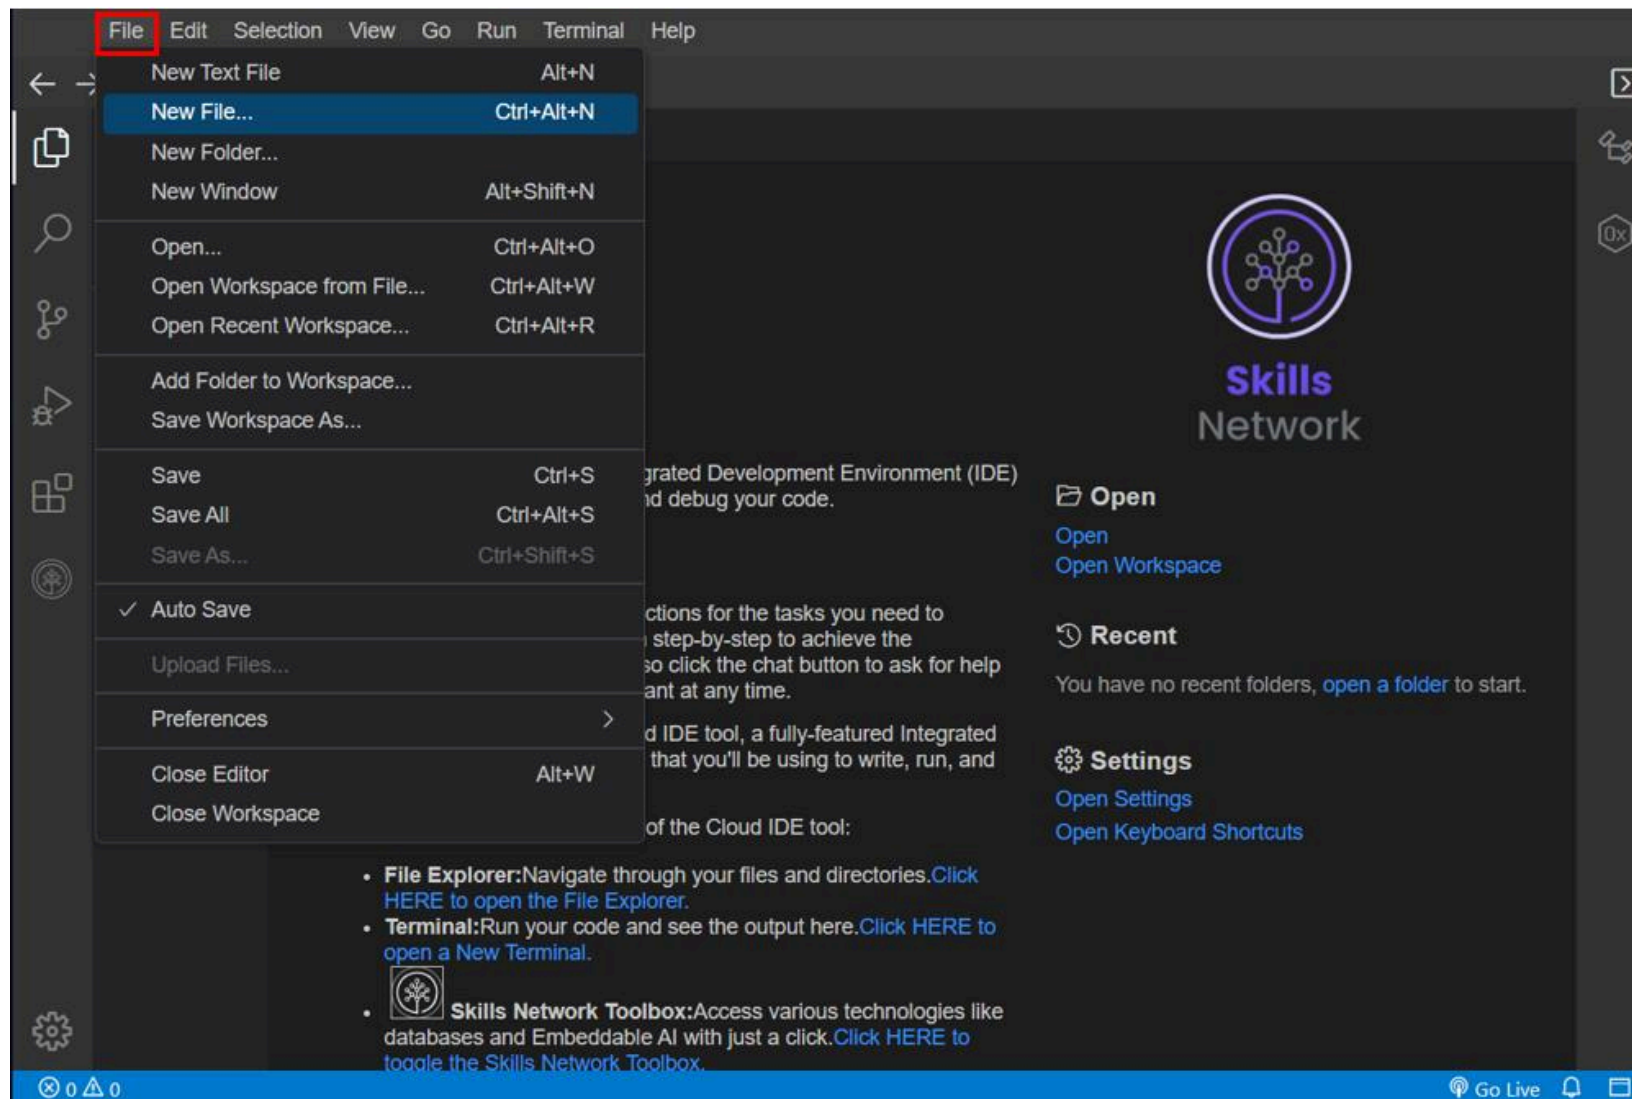 File Edit Selection View Go Run Terminal Help
New Text File Alt+N
New File... Ctrl+Alt+N
New Folder...
New Window Alt+Shift+N
Open... Ctrl+Alt+O
Open Workspace from File... Ctrl+Alt+W
Open Recent Workspace... Ctrl+Alt+R
Add Folder to Workspace...
Save Workspace As...
Save Ctrl+S
Save All Ctrl+Alt+S
Save As... Ctrl+Shift+S
Auto Save
Upload Files...
Preferences
Close Editor Alt+W
Close Workspace
grated Development Environment (IDE)
d debug your code.
ctions for the tasks you need to
step-by-step to achieve the
so click the chat button to ask for help
ant at any time.
d IDE tool, a fully-featured Integrated
that you'll be using to write, run, and
of the Cloud IDE tool:
• File Explorer:Navigate through your files and directories.Click
HERE to open the File Explorer.
• Terminal:Run your code and see the output here.Click HERE to
open a New Terminal.
• Skills Network Toolbox:Access various technologies like
databases and Embeddable AI with just a click.Click HERE to
toggle the Skills Network Toolbox.
Skills
Network
Open
Open
Open Workspace
Recent
You have no recent folders, open a folder to start.
Settings
Open Settings
Open Keyboard Shortcuts
0x
0 0
Go Live